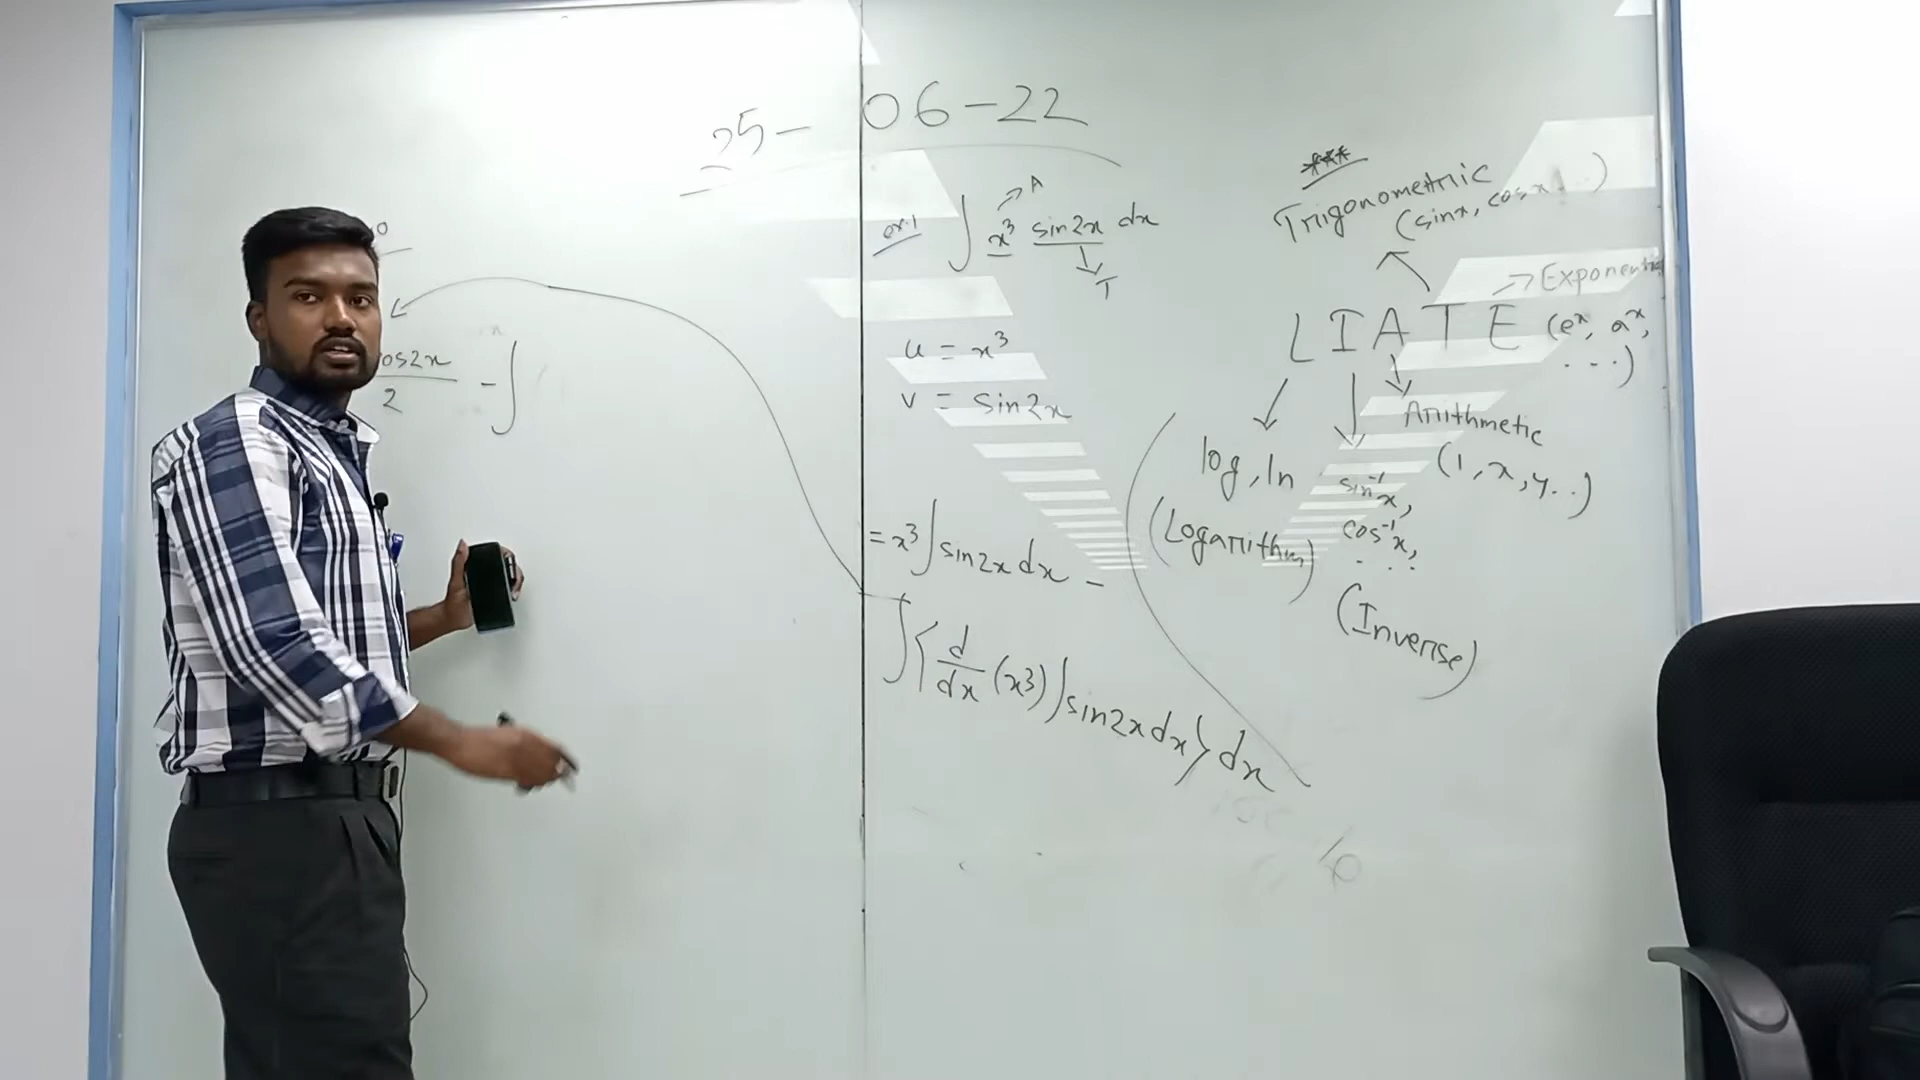 25-06-22
ex.1 ∫ x³ sin2x dx
A
T
u = x³
v = sin2x
= x³ ∫ sin2x dx -
∫ { d/dx (x³) ∫ sin2x dx } dx
os2x / 2 - ∫
***
Trigonometric
(sinx, cosx, ..)
Exponential
LIATE (eˣ, aˣ,
...)
Arithmetic
(1, x, y..)
log, ln
(Logarithm)
sin⁻¹x,
cos⁻¹x,
...
(Inverse)